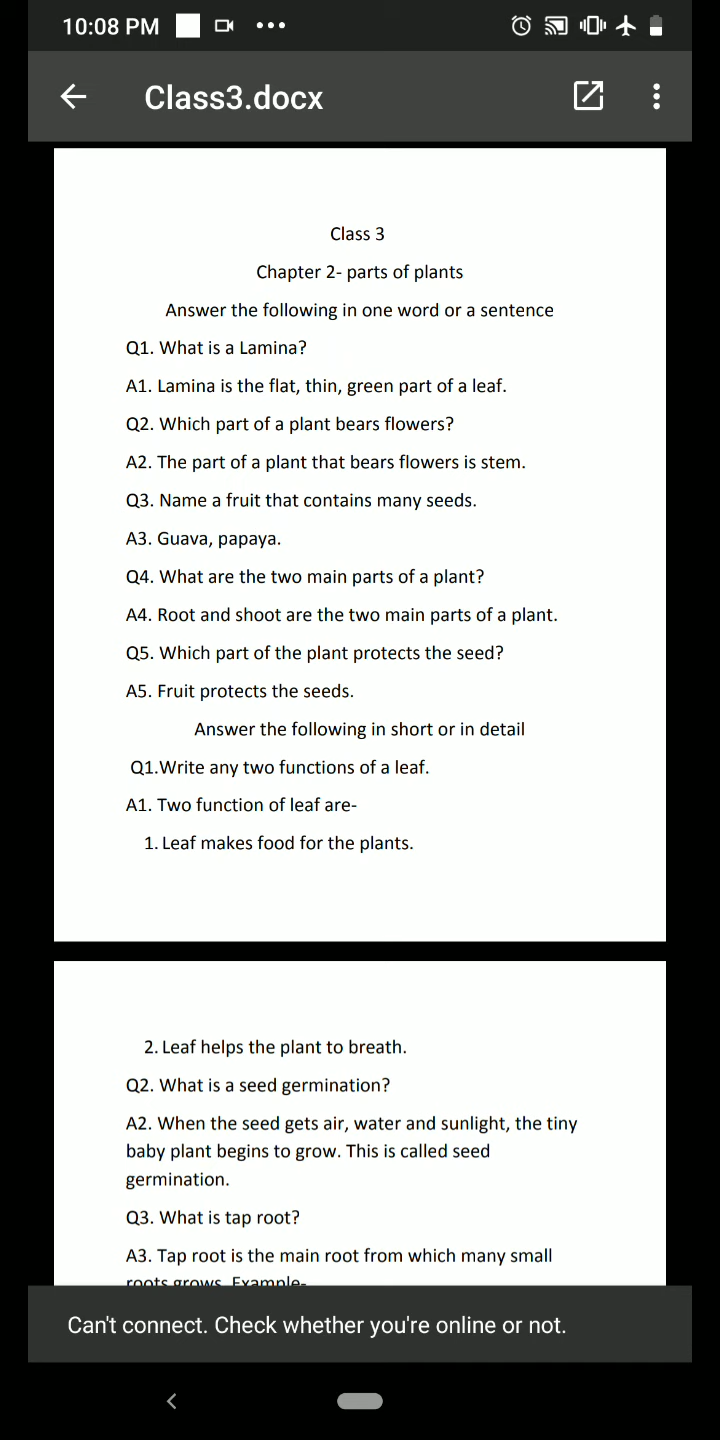 10:08 PM
Class3.docx
Class 3
Chapter 2- parts of plants
Answer the following in one word or a sentence
Q1. What is a Lamina?
A1. Lamina is the flat, thin, green part of a leaf.
Q2. Which part of a plant bears flowers?
A2. The part of a plant that bears flowers is stem.
Q3. Name a fruit that contains many seeds.
A3. Guava, papaya.
Q4. What are the two main parts of a plant?
A4. Root and shoot are the two main parts of a plant.
Q5. Which part of the plant protects the seed?
A5. Fruit protects the seeds.
Answer the following in short or in detail
Q1.Write any two functions of a leaf.
A1. Two function of leaf are-
1. Leaf makes food for the plants.
2. Leaf helps the plant to breath.
Q2. What is a seed germination?
A2. When the seed gets air, water and sunlight, the tiny
baby plant begins to grow. This is called seed
germination.
Q3. What is tap root?
A3. Tap root is the main root from which many small
roots grows. Example-
Can't connect. Check whether you're online or not.